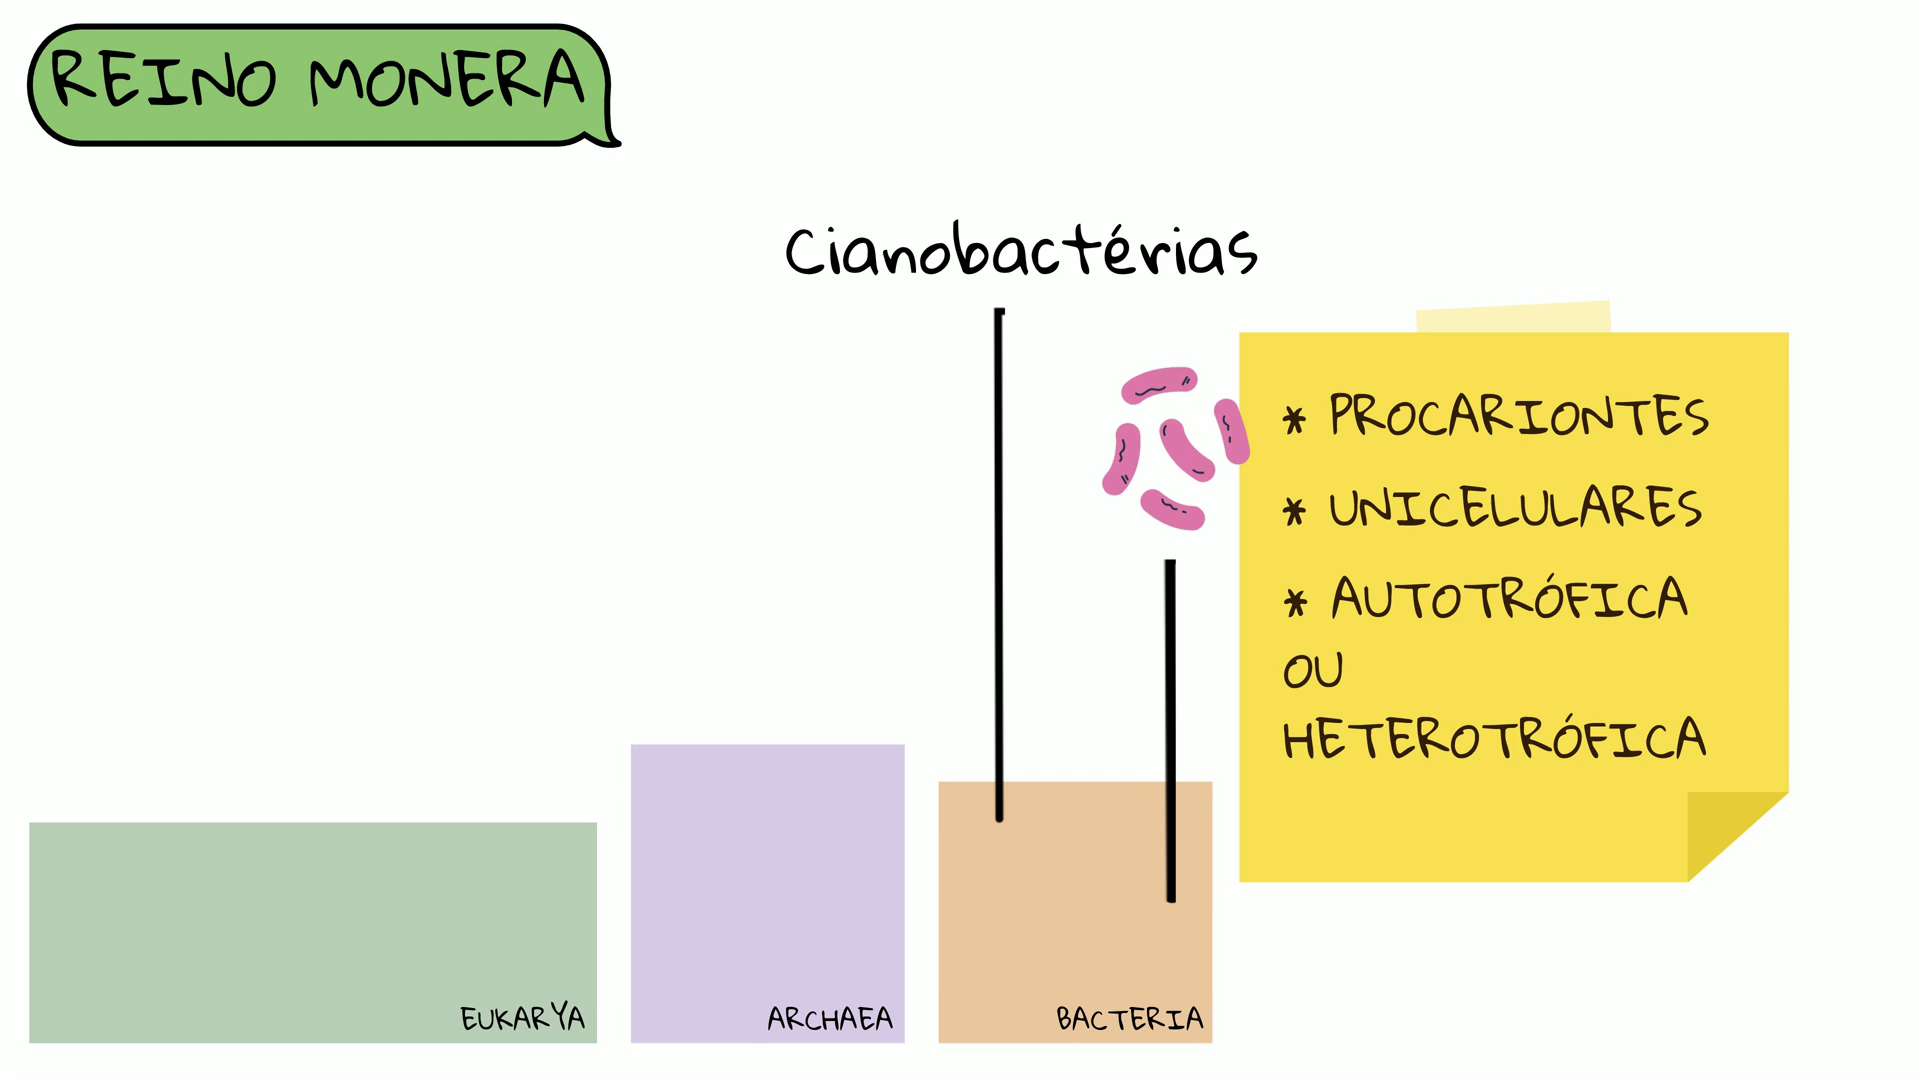 REINO MONERA
Cianobactérias
* PROCARIONTES
* UNICELULARES
* AUTOTRÓFICA
OU
HETEROTRÓFICA
EUKARYA
ARCHAEA
BACTERIA